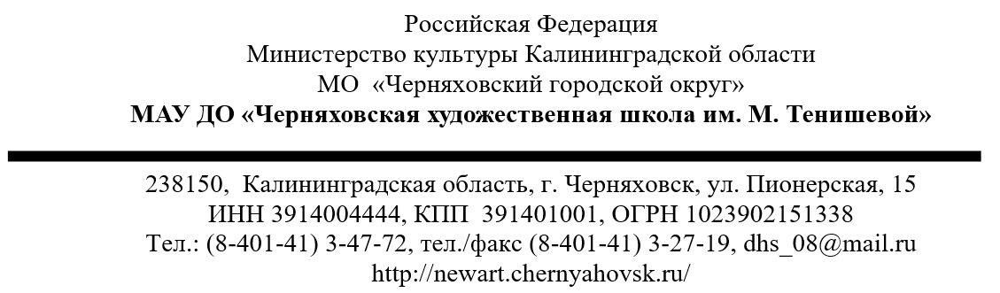 Российская Федерация
Министерство культуры Калининградской области
МО «Черняховский городской округ»
МАУ ДО «Черняховская художественная школа им. М. Тенишевой»
238150, Калининградская область, г. Черняховск, ул. Пионерская, 15
ИНН 3914004444, КПП 391401001, ОГРН 1023902151338
Тел.: (8-401-41) 3-47-72, тел./факс (8-401-41) 3-27-19, dhs_08@mail.ru
http://newart.chernyahovsk.ru/